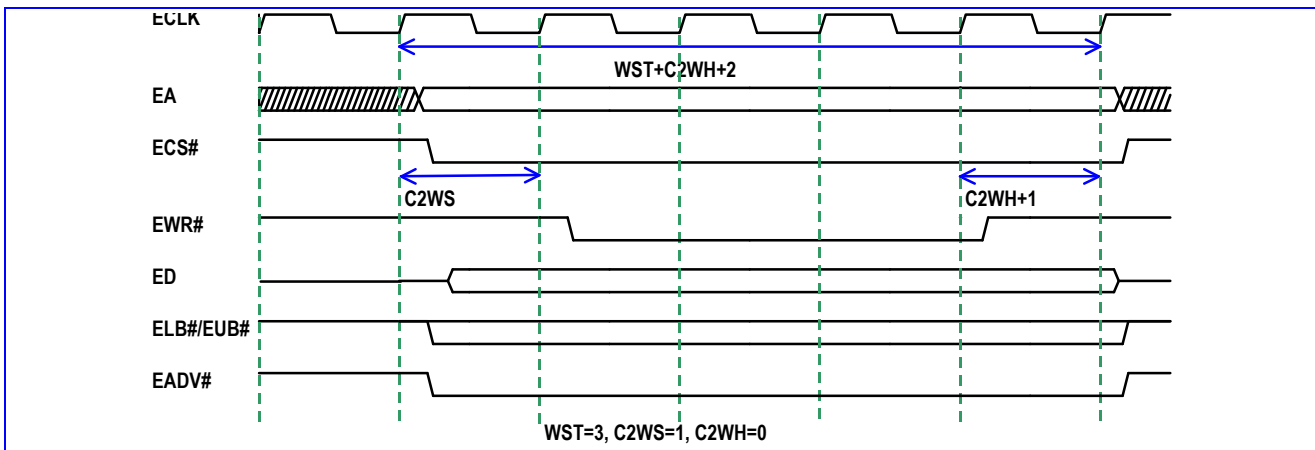 ECLK
WST+C2WH+2
EA
ECS#
C2WS
C2WH+1
EWR#
ED
ELB#/EUB#
EADV#
WST=3, C2WS=1, C2WH=0